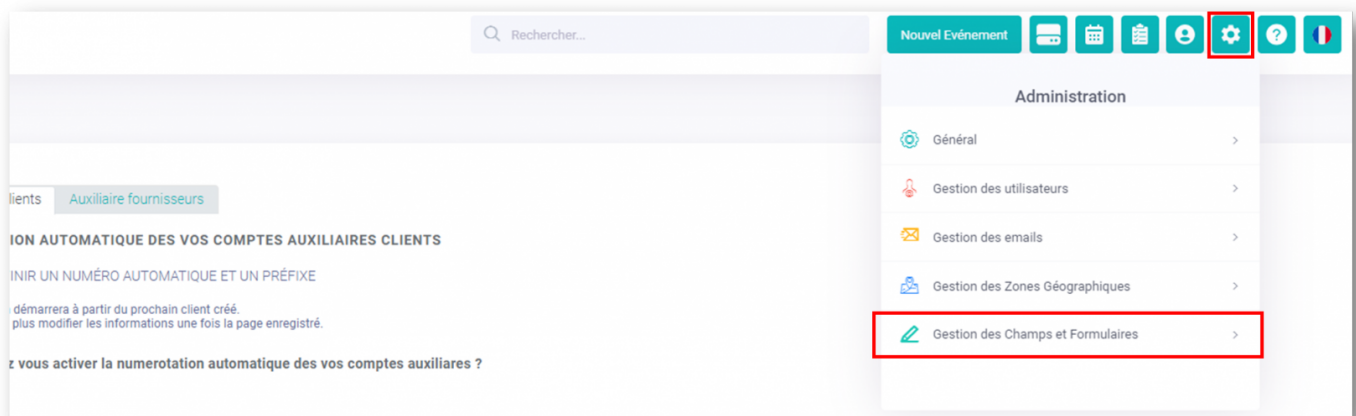 Rechercher...
Nouvel Evénement
Administration
Général
Gestion des utilisateurs
Gestion des emails
Gestion des Zones Géographiques
Gestion des Champs et Formulaires
lients
Auxiliaire fournisseurs
ION AUTOMATIQUE DES VOS COMPTES AUXILIAIRES CLIENTS
INIR UN NUMÉRO AUTOMATIQUE ET UN PRÉFIXE
démarrera à partir du prochain client créé.
plus modifier les informations une fois la page enregistré.
z vous activer la numerotation automatique des vos comptes auxiliares ?